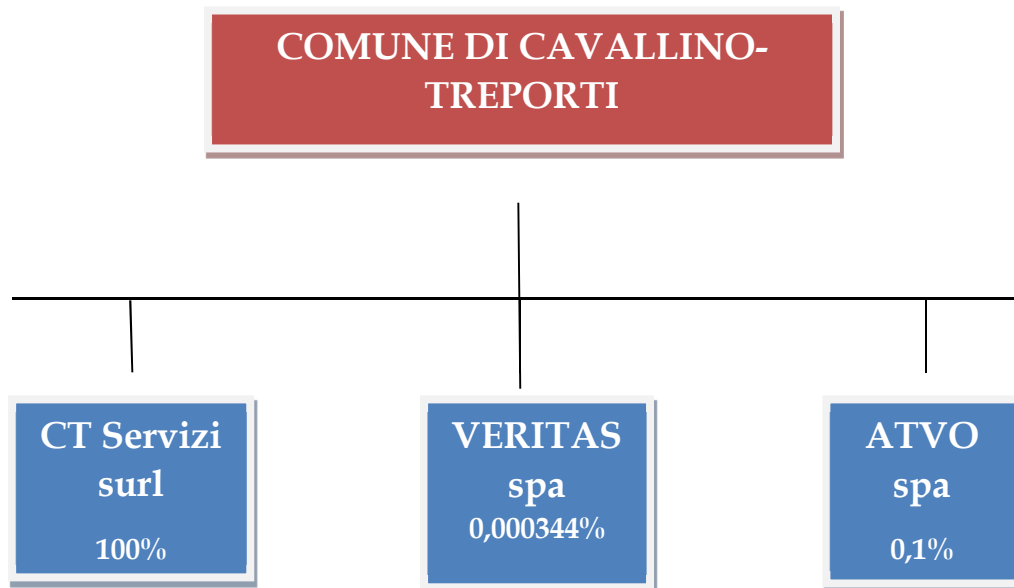 COMUNE DI CAVALLINO-
TREPORTI
CT Servizi
surl
100%
VERITAS
spa
0,000344%
ATVO
spa
0,1%